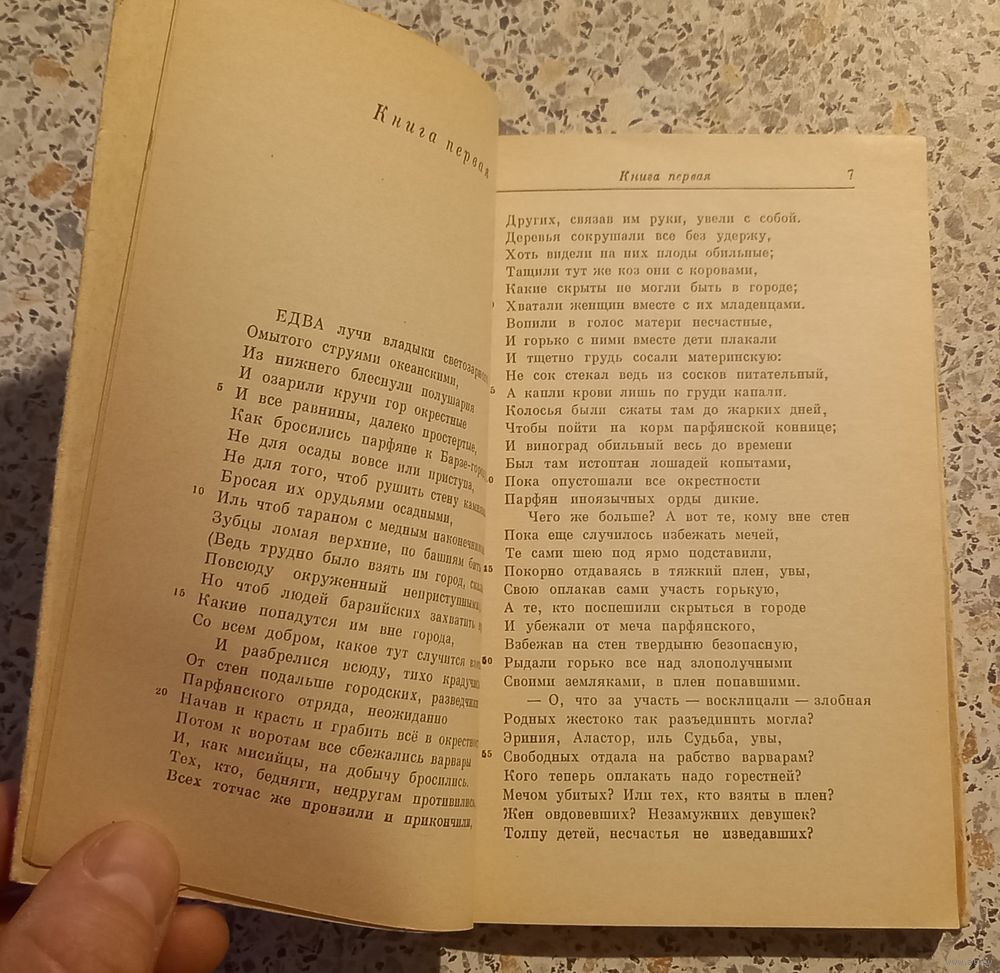 Книга первая
ЕДВА лучи владыки светозарного
Омытого струями океанскими,
Из нижнего блеснули полушария
И озарили кручи гор окрестные
5 И все равнины, далеко простертые,
Как бросились парфяне к Барзе-городу
Не для осады вовсе или приступа,
Не для того, чтоб рушить стену
Бросая их орудьями осадными,
10 Иль чтоб тараном с медным наконечником
Зубцы ломая верхние, по башням бить
(Ведь трудно было взять им город,
Повсюду окруженный неприступными,
Но чтоб людей барзийских захватить
15 Какие попадутся им вне города,
Со всем добром, какое тут случится
И разбрелися всюду, тихо крадучись
От стен подальше городских, разведчики
Парфянского отряда, неожиданно
20 Начав и красть и грабить всё в окрестностях
Потом к воротам все сбежались варвары
И, как мисийцы, на добычу бросились.
Тех, кто, бедняги, недругам противились,
Всех тотчас же пронзили и прикончили,
Книга первая 7
Других, связав им руки, увели с собой.
Деревья сокрушали все без удержу,
Хоть видели на них плоды обильные;
Тащили тут же коз они с коровами,
Какие скрыты не могли быть в городе;
Хватали женщин вместе с их младенцами.
Вопили в голос матери несчастные,
И горько с ними вместе дети плакали
И тщетно грудь сосали материнскую:
Не сок стекал ведь из сосков питательный,
5 А капли крови лишь по груди капали.
Колосья были сжаты там до жарких дней,
Чтобы пойти на корм парфянской коннице;
И виноград обильный весь до времени
Был там истоптан лошадей копытами,
0 Пока опустошали все окрестности
Парфян иноязычных орды дикие.
Чего же больше? А вот те, кому вне стен
Пока еще случилось избежать мечей,
Те сами шею под ярмо подставили,
15 Покорно отдаваясь в тяжкий плен, увы,
Свою оплакав сами участь горькую,
А те, кто поспешили скрыться в городе
И убежали от меча парфянского,
Взбежав на стен твердыню безопасную,
50 Рыдали горько все над злополучными
Своими земляками, в плен попавшими.
— О, что за участь — восклицали — злобная
Родных жестоко так разъединить могла?
Эриния, Аластор, иль Судьба, увы,
55 Свободных отдала на рабство варварам?
Кого теперь оплакать надо горестней?
Мечом убитых? Или тех, кто взяты в плен?
Жен овдовевших? Незамужних девушек?
Толпу детей, несчастья не изведавших?